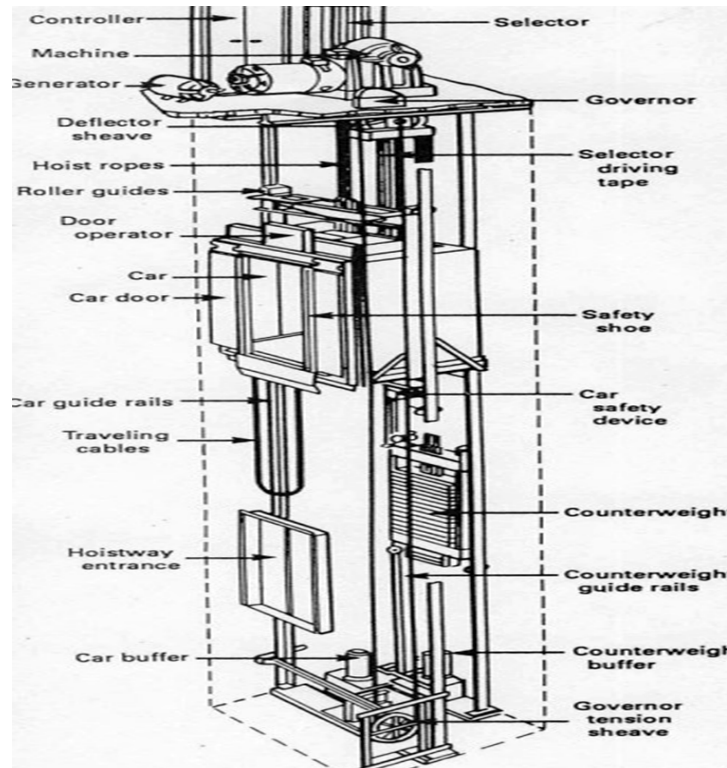 Controller
Selector
Machine
Generator
Governor
Deflector
sheave
Hoist ropes
Selector
driving
tape
Roller guides
Door
operator
Car
Car door
Safety
shoe
Car guide rails
Car
safety
device
Traveling
cables
Counterweigh
Hoistway
entrance
Counterweigh
guide rails
Car buffer
Counterweigh
buffer
Governor
tension
sheave